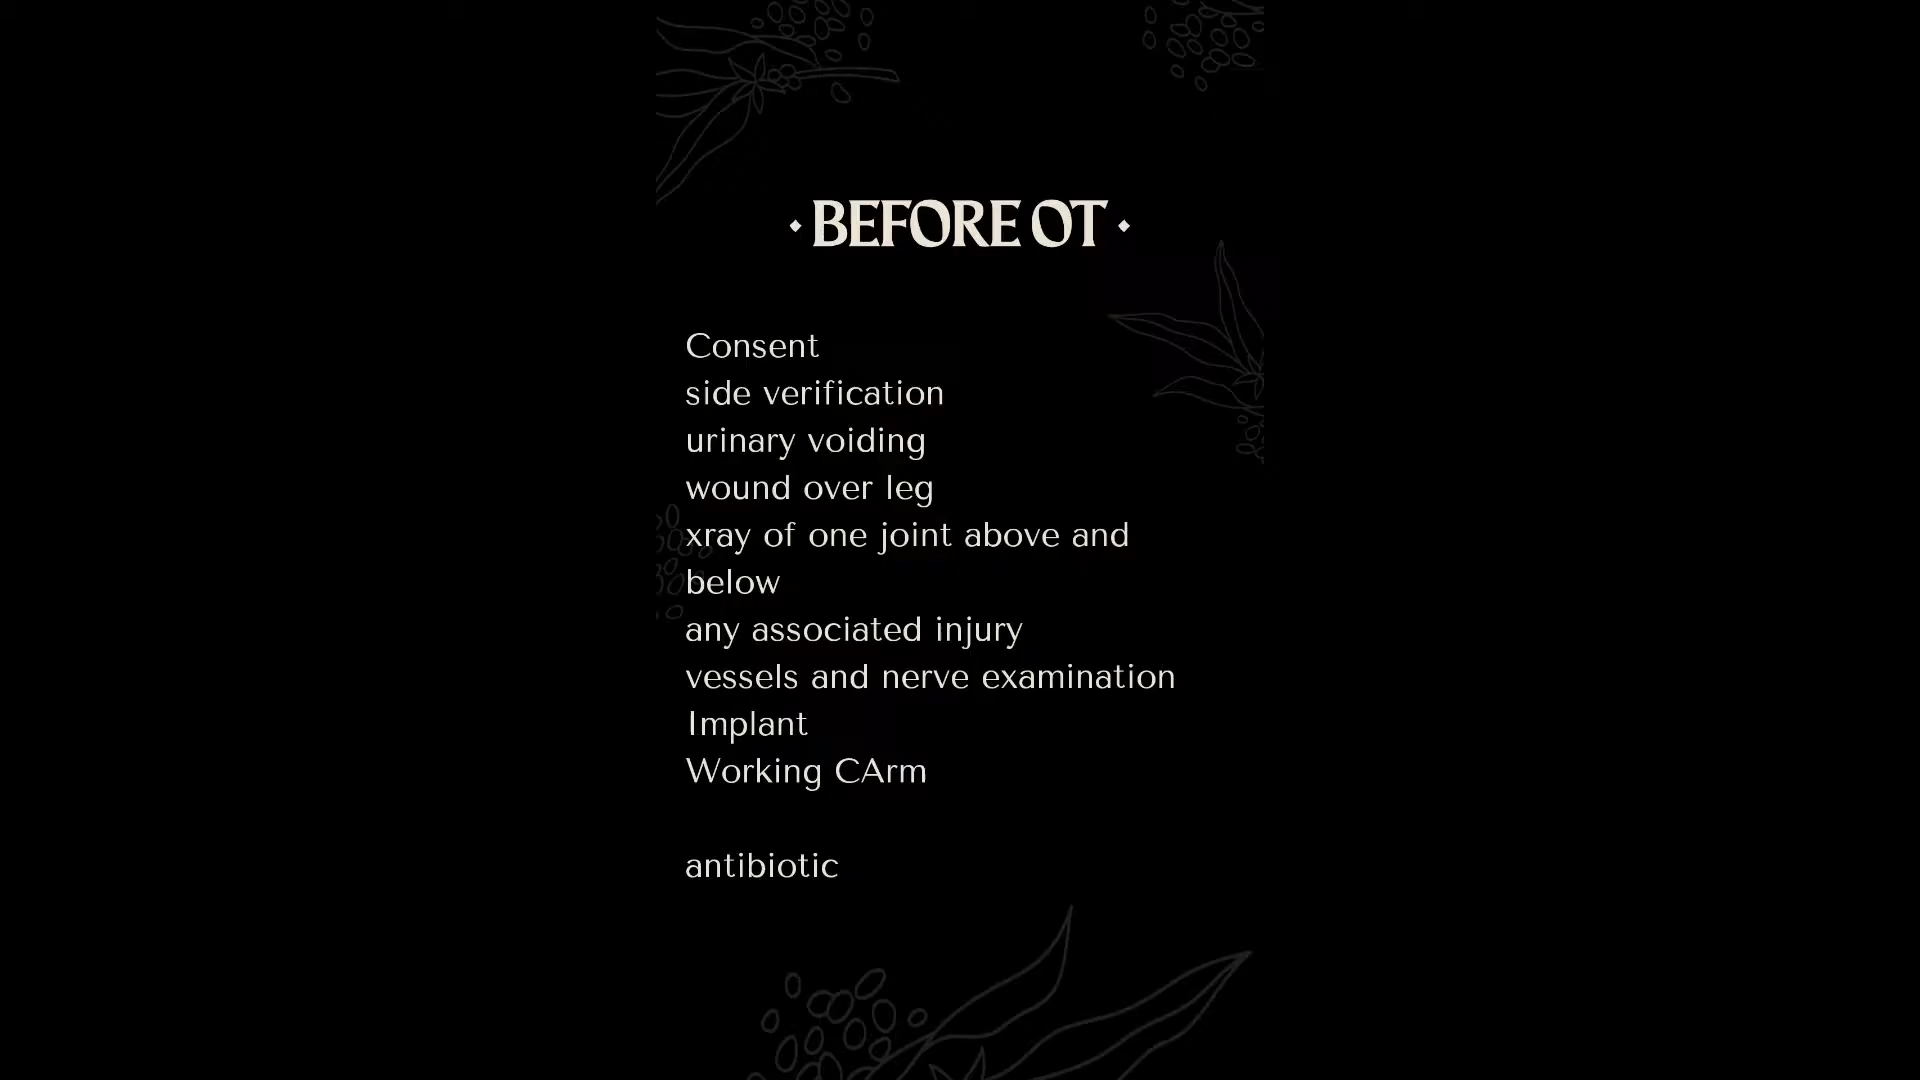 BEFORE OT
Consent
side verification
urinary voiding
wound over leg
xray of one joint above and
below
any associated injury
vessels and nerve examination
Implant
Working CArm
antibiotic